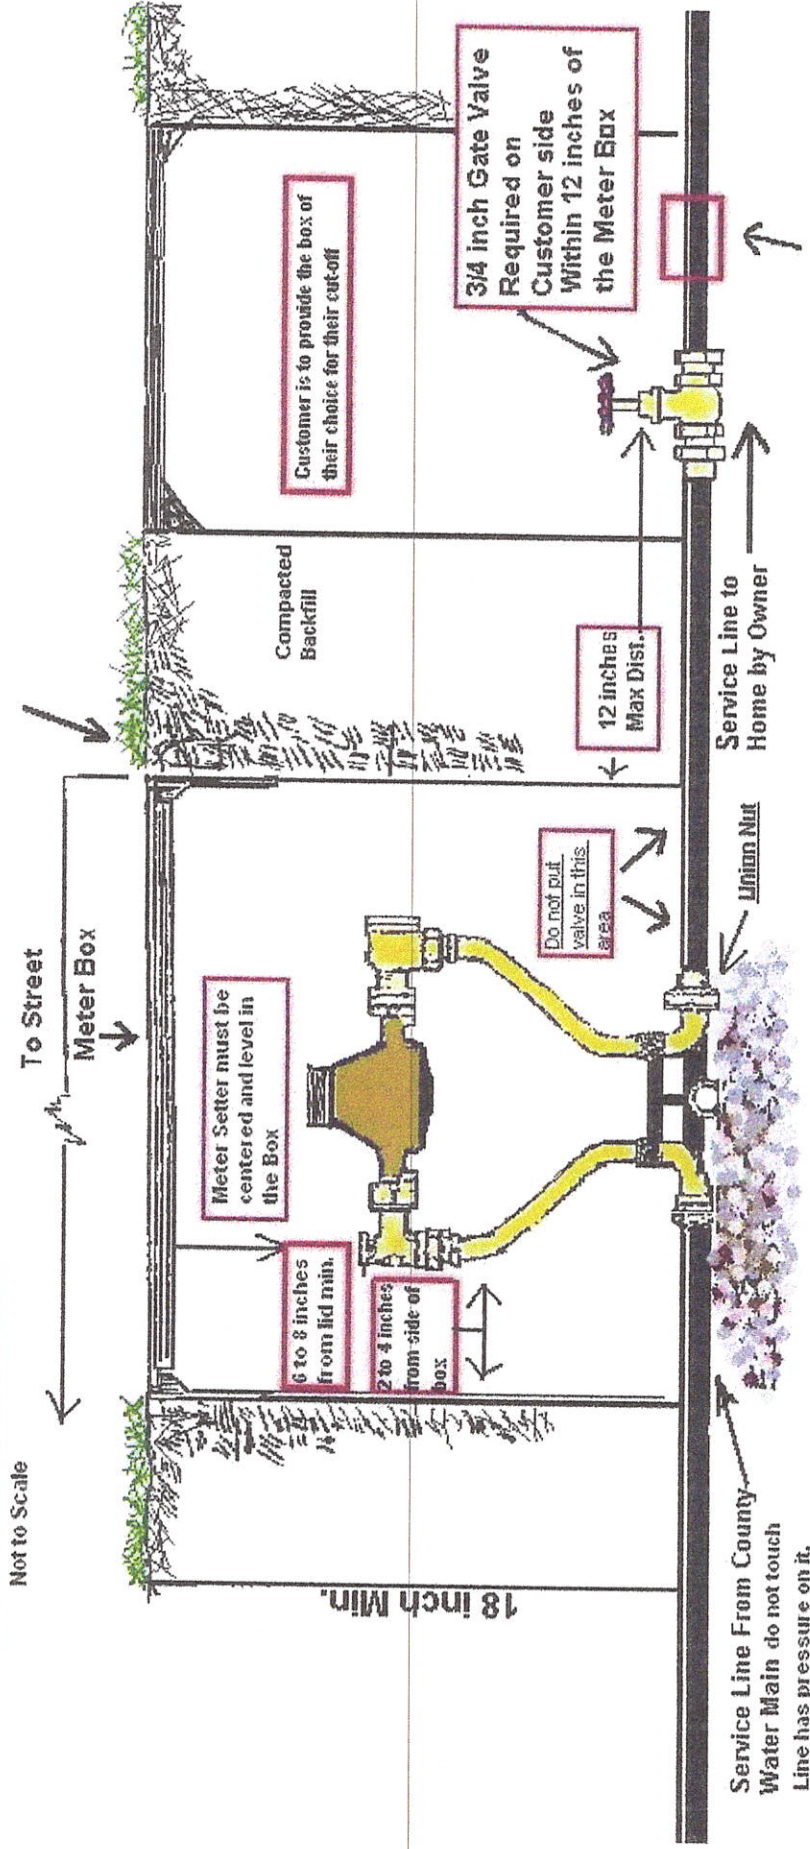 Not to Scale
To Street
Meter Box
Meter Setter must be
centered and level in
the Box
6 to 8 inches
from lid min.
2 to 4 inches
from side of
box
18 inch Min.
Compacted
Backfill
Customer is to provide the box of
their choice for their cut-off
3/4 inch Gate Valve
Required on
Customer side
Within 12 inches of
the Meter Box
Do not put
valve in this
area
12 inches
Max Dist.
Service Line From County
Water Main do not touch
Line has pressure on it.
Union Nut
Service Line to
Home by Owner